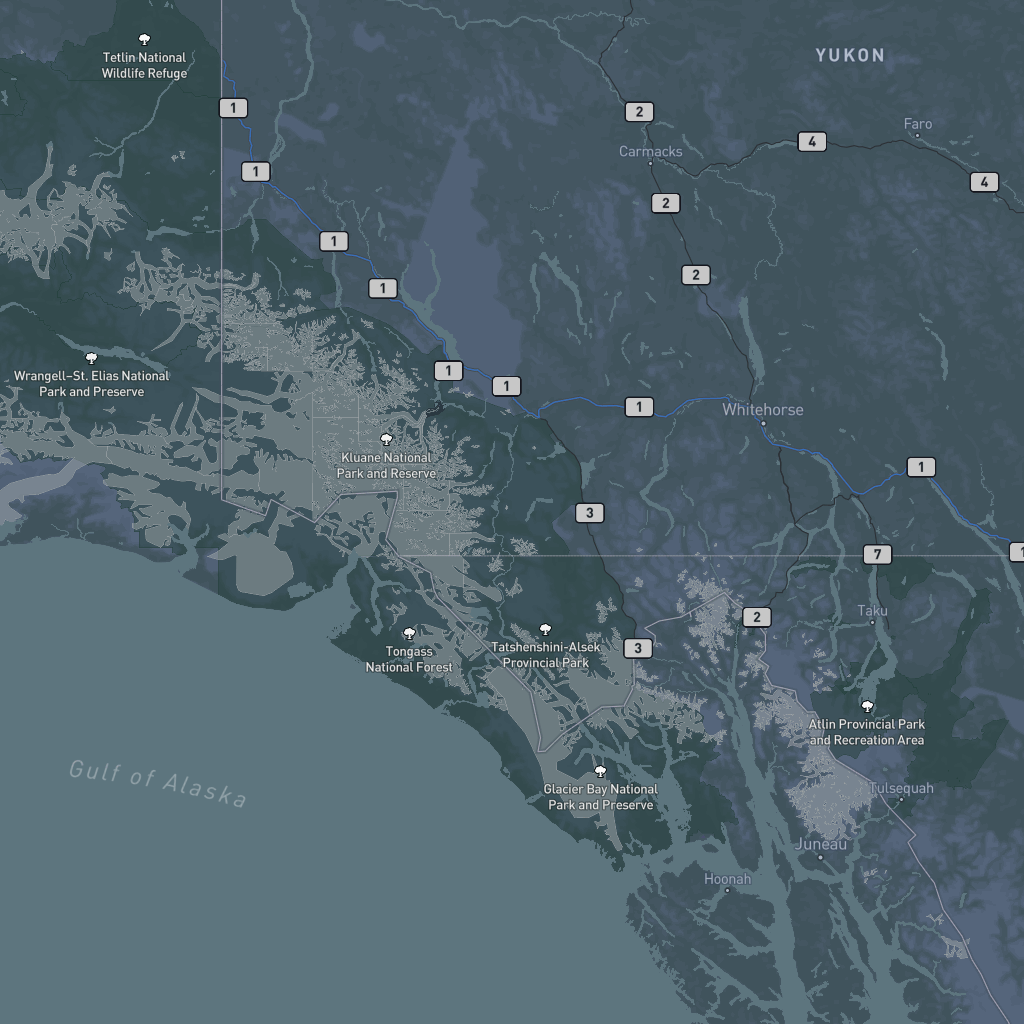 YUKON
Tetlin National
Wildlife Refuge
1
2
Faro
4
Carmacks
1
4
2
1
2
1
Wrangell–St. Elias National
Park and Preserve
1
1
1
Whitehorse
Kluane National
Park and Reserve
1
3
7
1
Taku
2
Tongass
National Forest
Tatshenshini-Alsek
Provincial Park
3
Atlin Provincial Park
and Recreation Area
Gulf of Alaska
Glacier Bay National
Park and Preserve
Tulsequah
Juneau
Hoonah